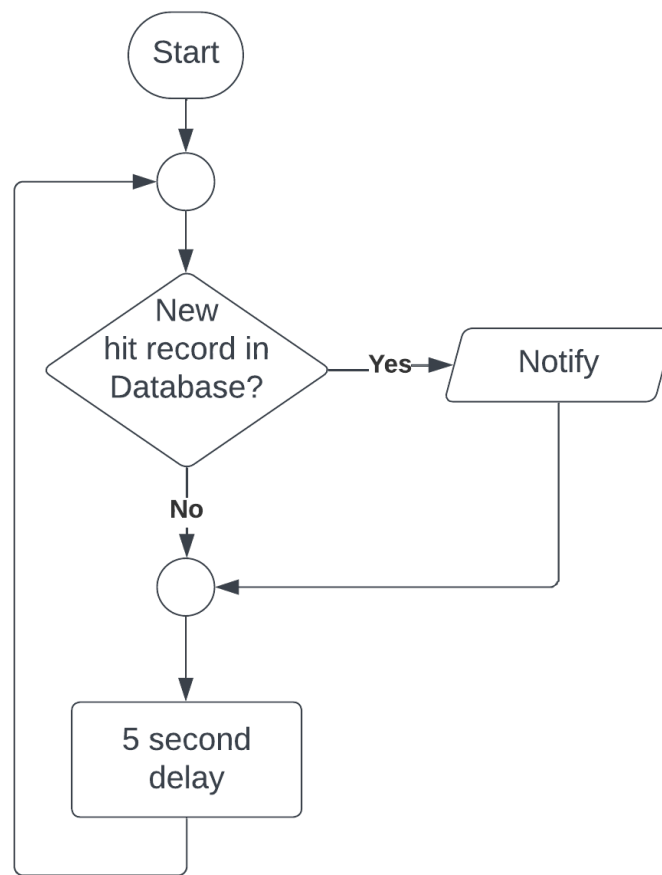 Start
New
hit record in
Database?
Yes
Notify
No
5 second
delay